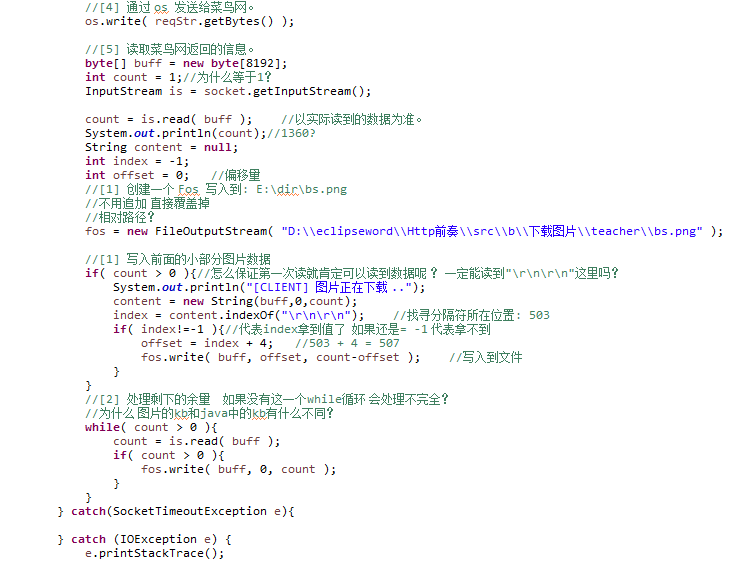 //[4] 通过 os 发送给菜鸟网。
os.write( reqStr.getBytes() );
//[5] 读取菜鸟网返回的信息。
byte[] buff = new byte[8192];
int count = 1;//为什么等于1?
InputStream is = socket.getInputStream();
count = is.read( buff );    //以实际读到的数据为准。
System.out.println(count);//1360?
String content = null;
int index = -1;
int offset = 0;   //偏移量
//[1] 创建一个 Fos 写入到: E:\dir\bs.png
//不用追加 直接覆盖掉
//相对路径?
fos = new FileOutputStream( "D:\\eclipseword\\Http前奏\\src\\b\\下载图片\\teacher\\bs.png" );
//[1] 写入前面的小部分图片数据
if( count > 0 ){//怎么保证第一次读就肯定可以读到数据呢 ? 一定能读到"\r\n\r\n"这里吗?
System.out.println("[CLIENT] 图片正在下载 ..");
content = new String(buff,0,count);
index = content.indexOf("\r\n\r\n");    //找寻分隔符所在位置: 503
if( index!=-1 ){//代表index拿到值了 如果还是= -1 代表拿不到
offset = index + 4;   //503 + 4 = 507
fos.write( buff, offset, count-offset );    //写入到文件
}
}
//[2] 处理剩下的余量   如果没有这一个while循环 会处理不完全?
//为什么 图片的kb和java中的kb有什么不同?
while( count > 0 ){
count = is.read( buff );
if( count > 0 ){
fos.write( buff, 0, count );
}
}
} catch(SocketTimeoutException e){
} catch (IOException e) {
e.printStackTrace();